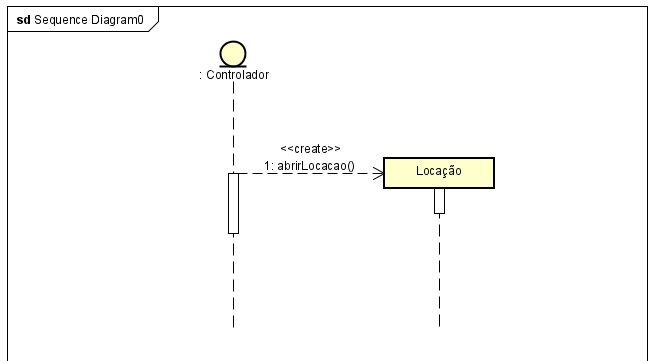 sd Sequence Diagram0
: Controlador
<<create>>
1: abrirLocacao()
Locação